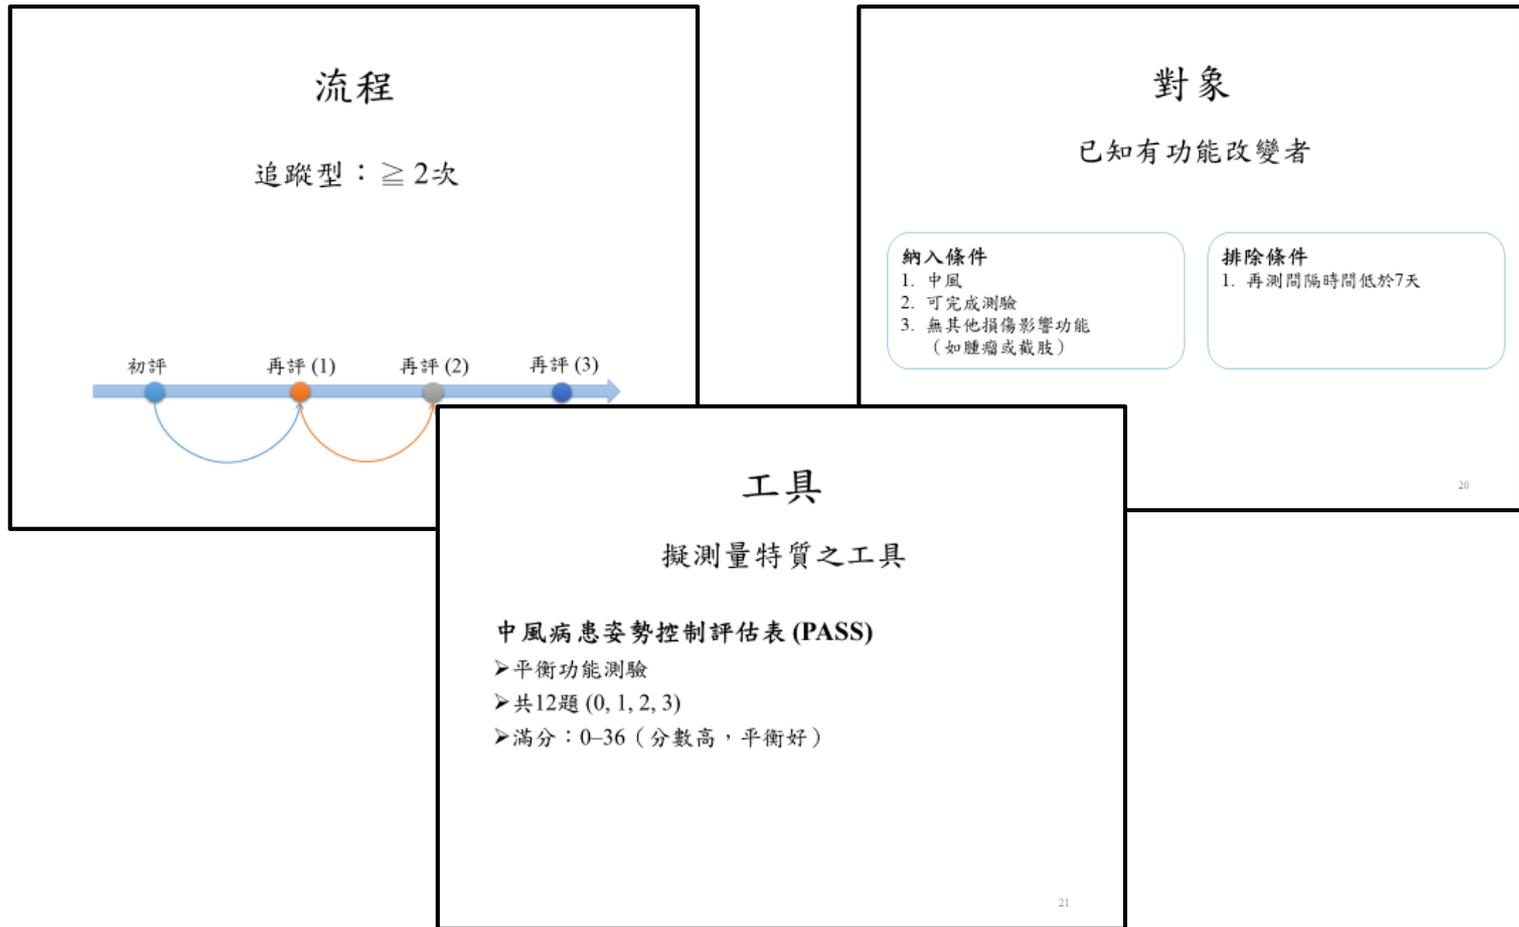 流程
追蹤型：≧ 2次
初評
再評 (1)
再評 (2)
再評 (3)
對象
已知有功能改變者
納入條件
1. 中風
2. 可完成測驗
3. 無其他損傷影響功能
（如腫瘤或截肢）
排除條件
1. 再測間隔時間低於7天
20
工具
擬測量特質之工具
中風病患姿勢控制評估表 (PASS)
➢平衡功能測驗
➢共12題 (0, 1, 2, 3)
➢滿分：0–36（分數高，平衡好）
21